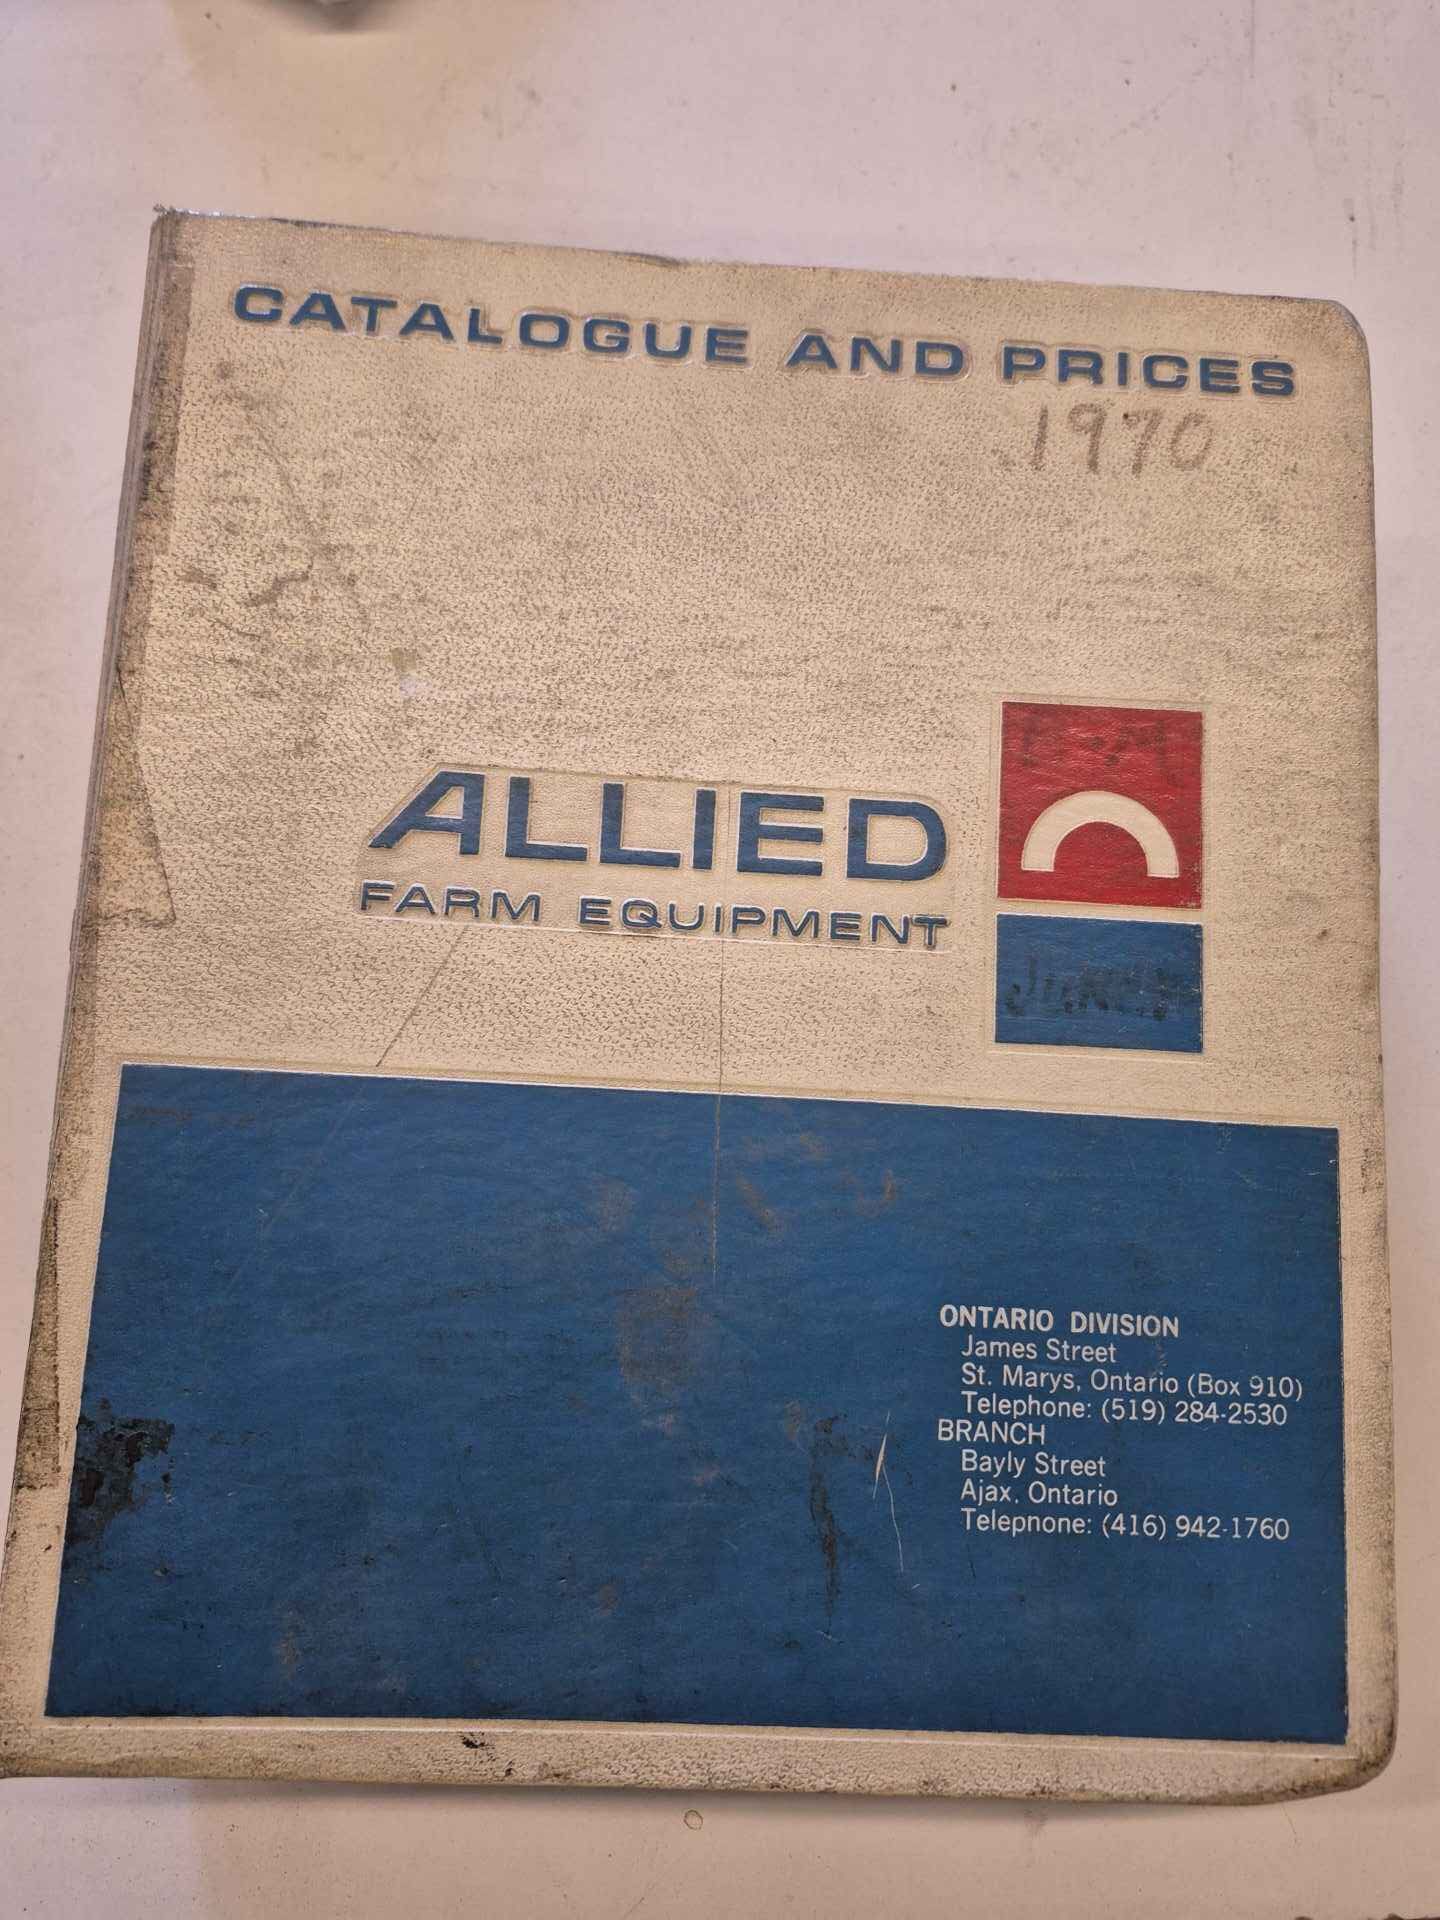 CATALOGUE AND PRICES
1970
ALLIED
FARM EQUIPMENT
ONTARIO DIVISION
James Street
St. Marys, Ontario (Box 910)
Telephone: (519) 284-2530
BRANCH
Bayly Street
Ajax, Ontario
Telepnone: (416) 942-1760